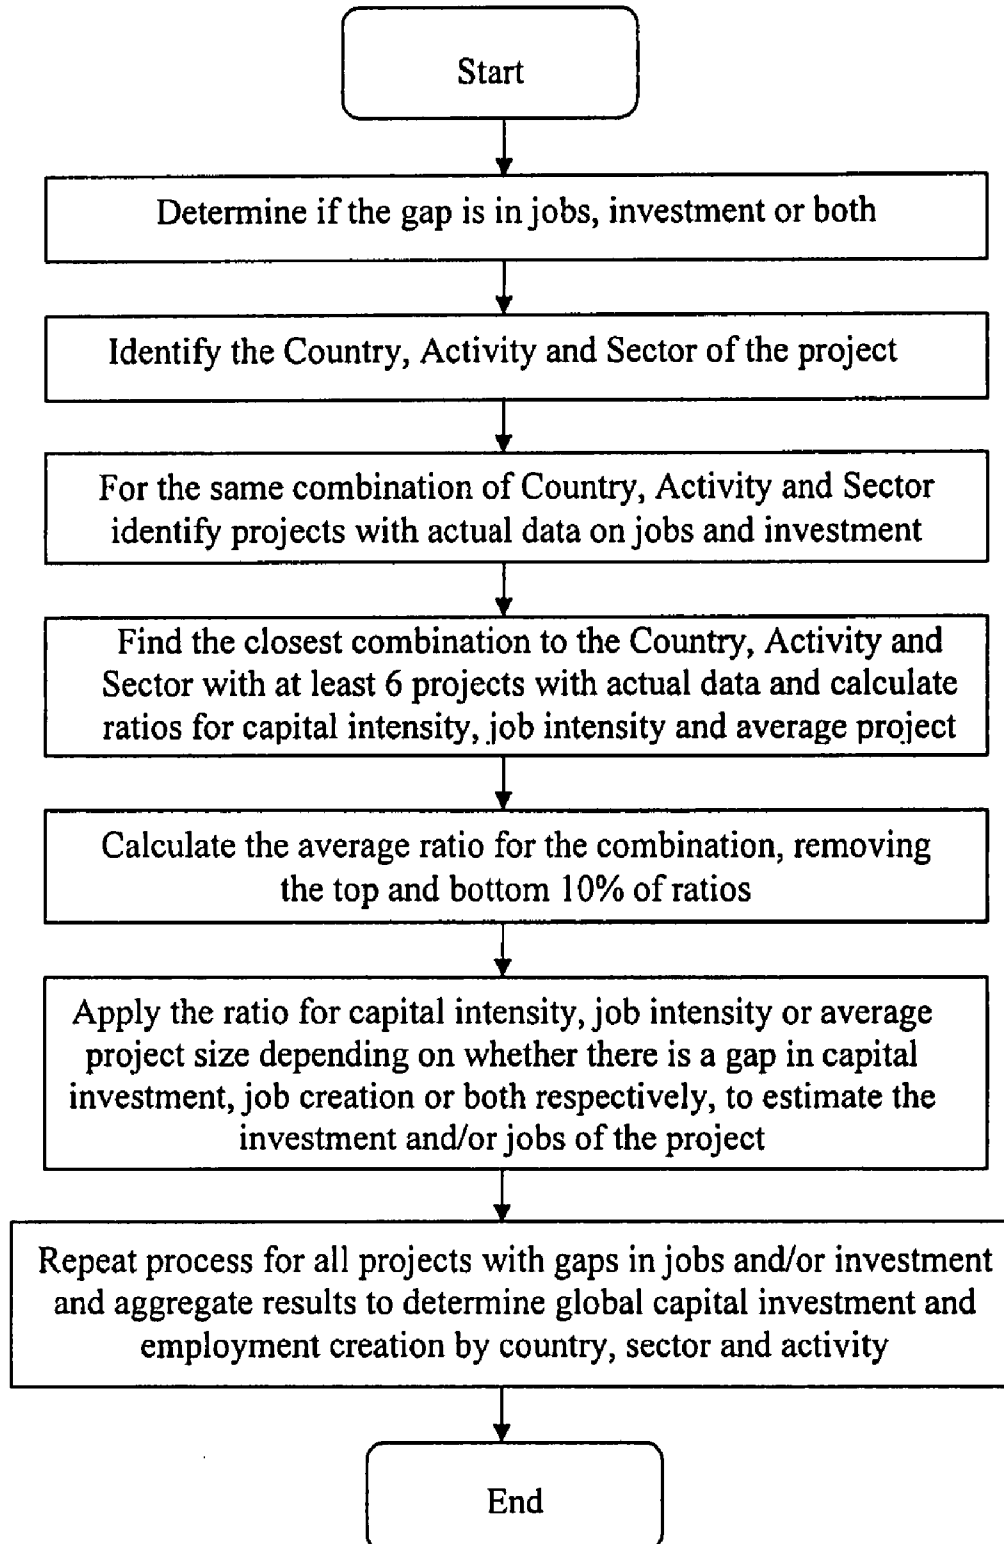 Start
Determine if the gap is in jobs, investment or both
Identify the Country, Activity and Sector of the project
For the same combination of Country, Activity and Sector
identify projects with actual data on jobs and investment
Find the closest combination to the Country, Activity and
Sector with at least 6 projects with actual data and calculate
ratios for capital intensity, job intensity and average project
Calculate the average ratio for the combination, removing
the top and bottom 10% of ratios
Apply the ratio for capital intensity, job intensity or average
project size depending on whether there is a gap in capital
investment, job creation or both respectively, to estimate the
investment and/or jobs of the project
Repeat process for all projects with gaps in jobs and/or investment
and aggregate results to determine global capital investment and
employment creation by country, sector and activity
End